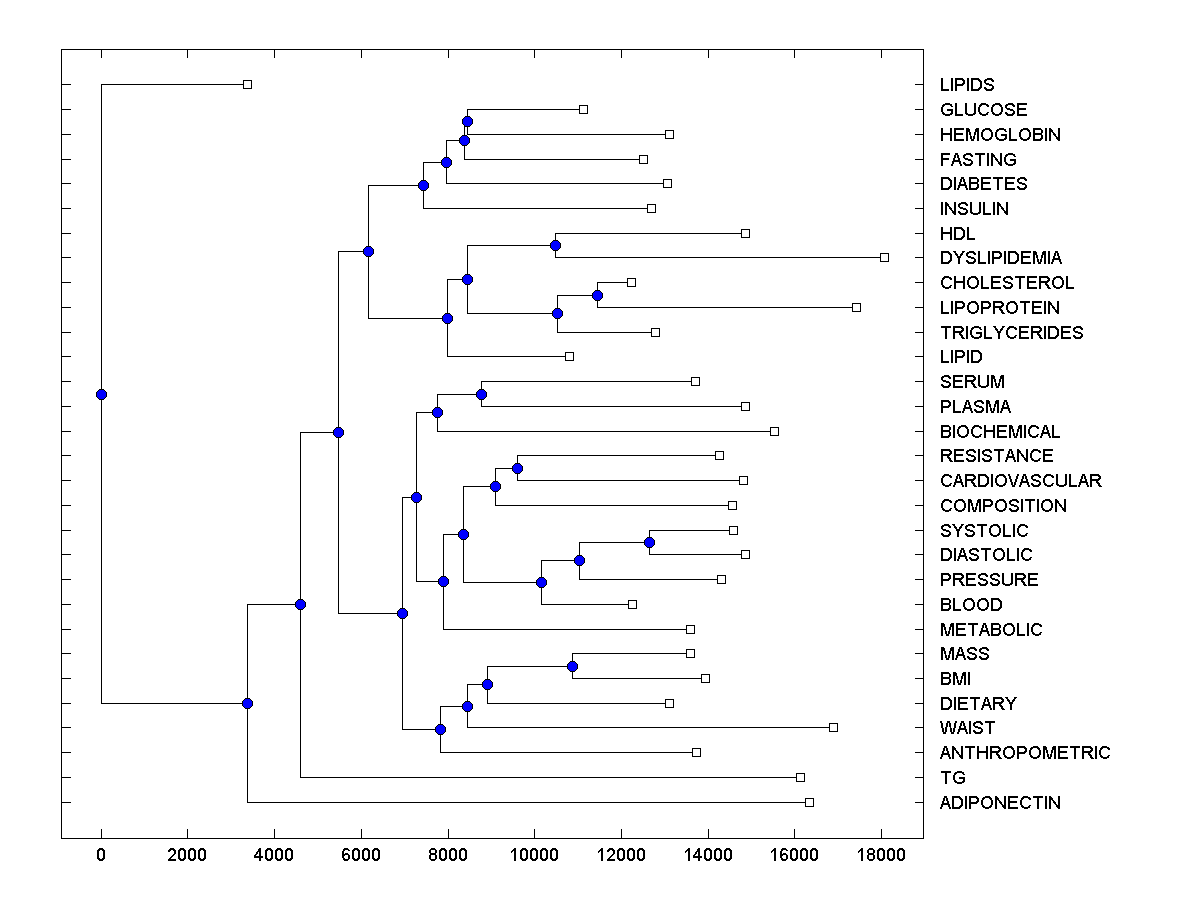 LIPIDS
GLUCOSE
HEMOGLOBIN
FASTING
DIABETES
INSULIN
HDL
DYSLIPIDEMIA
CHOLESTEROL
LIPOPROTEIN
TRIGLYCERIDES
LIPID
SERUM
PLASMA
BIOCHEMICAL
RESISTANCE
CARDIOVASCULAR
COMPOSITION
SYSTOLIC
DIASTOLIC
PRESSURE
BLOOD
METABOLIC
MASS
BMI
DIETARY
WAIST
ANTHROPOMETRIC
TG
ADIPONECTIN
0 2000 4000 6000 8000 10000 12000 14000 16000 18000